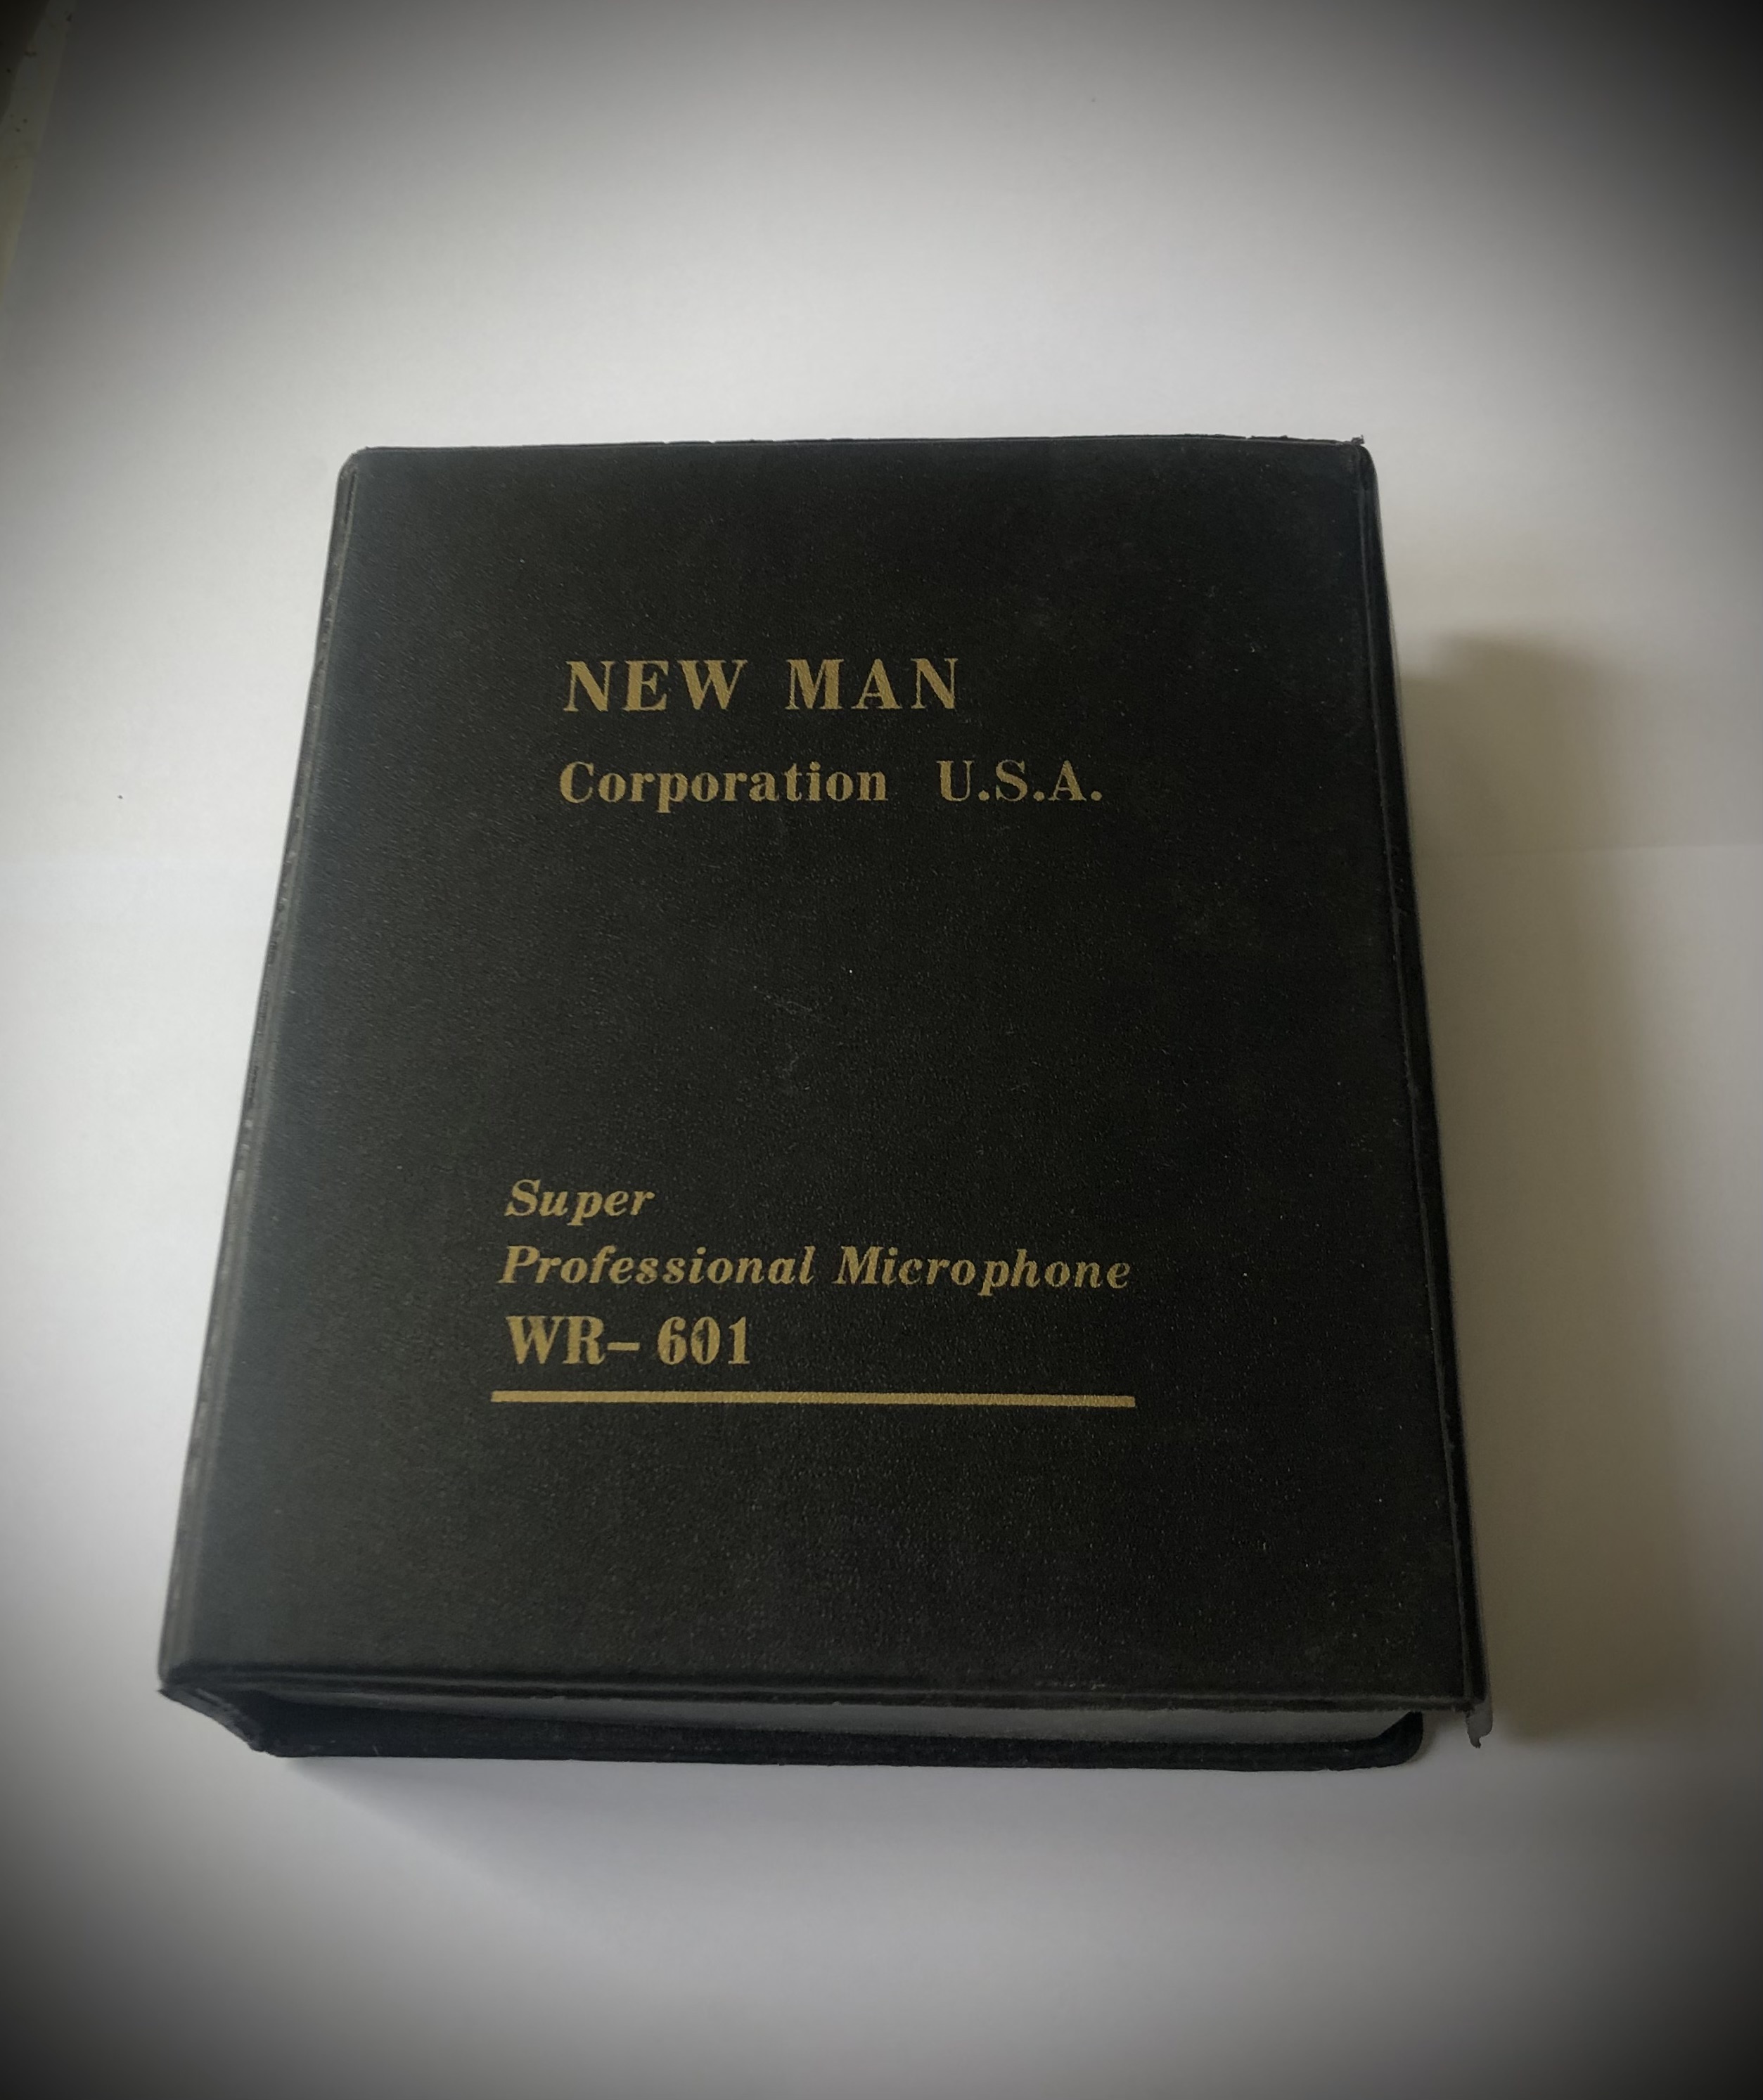 NEW MAN
Corporation U.S.A.
Super
Professional Microphone
WR-601